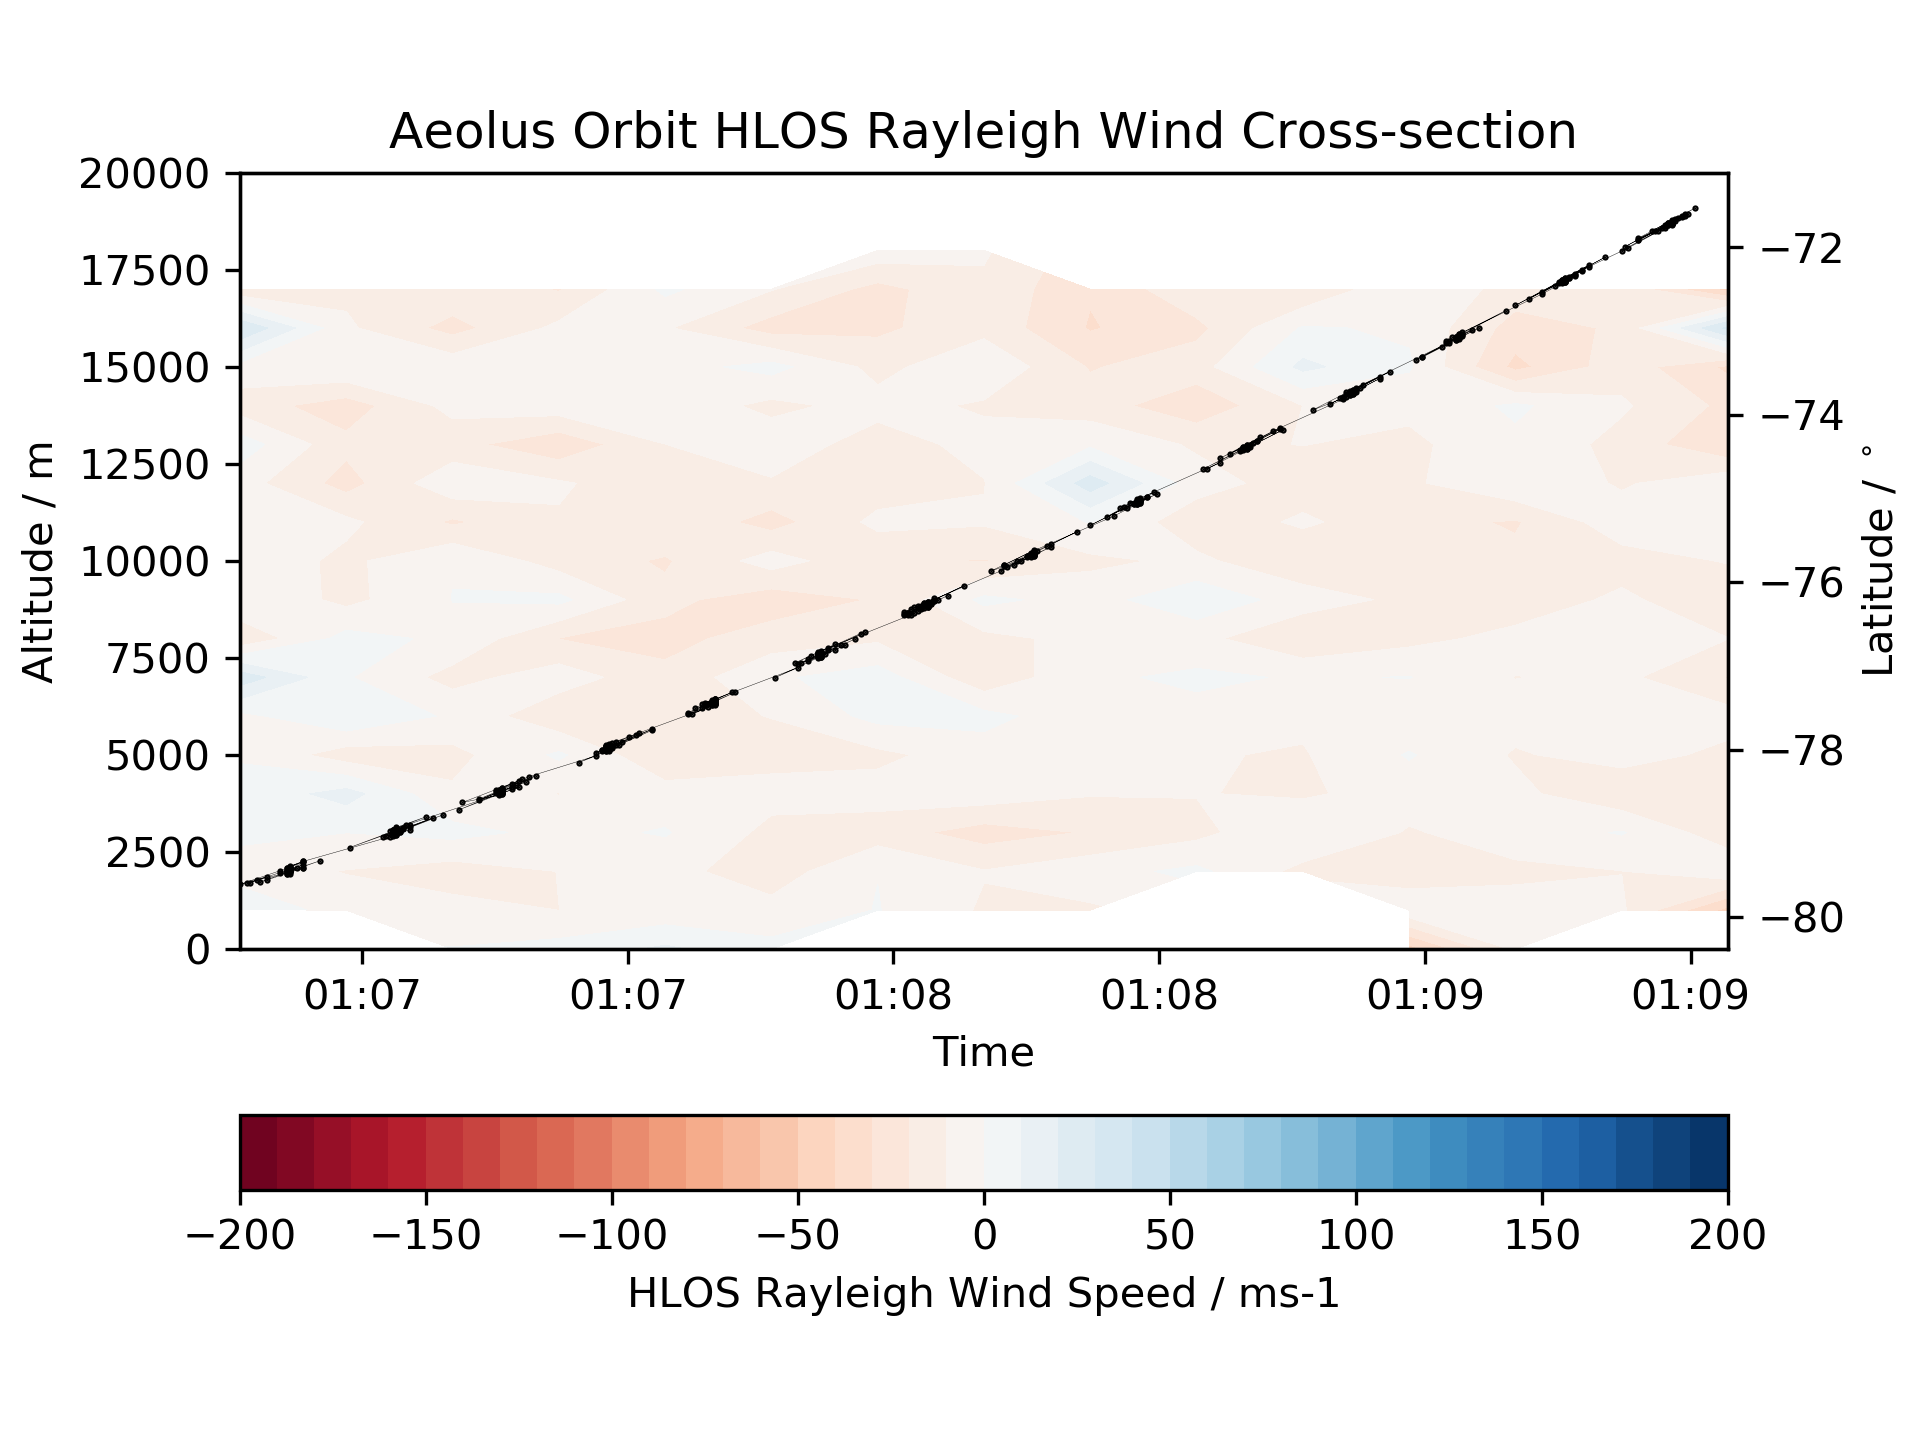 Aeolus Orbit HLOS Rayleigh Wind Cross-section
20000
17500
15000
12500
10000
7500
5000
2500
0
Altitude / m
−72
−74
−76
−78
−80
Latitude / °
01:07 01:07 01:08 01:08 01:09 01:09
Time
−200 −150 −100 −50 0 50 100 150 200
HLOS Rayleigh Wind Speed / ms-1